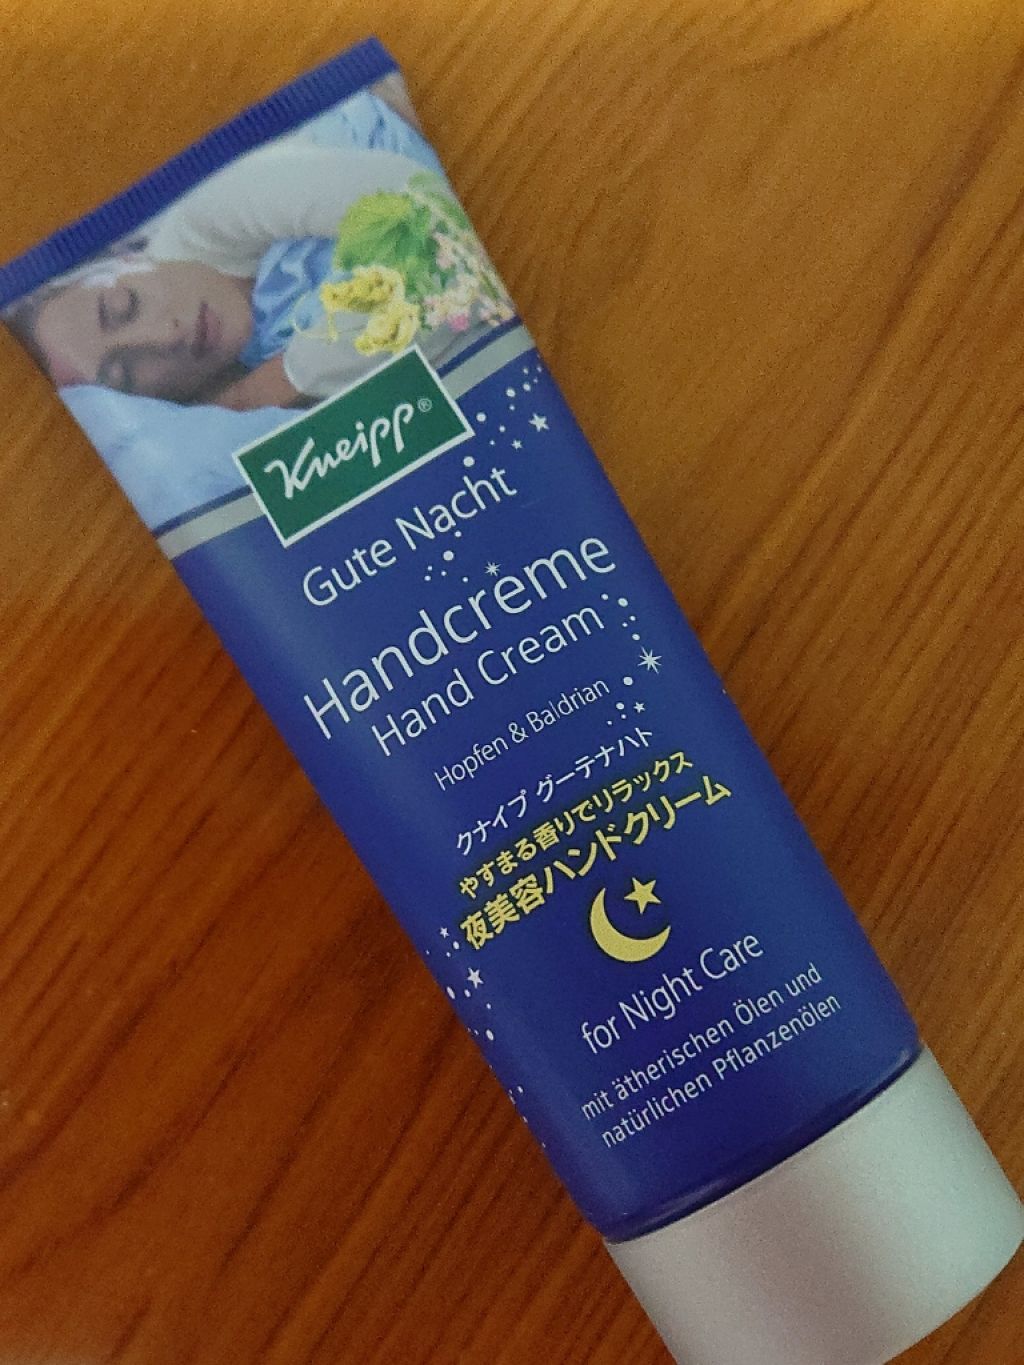 Kneipp®
Gute Nacht
Handcreme
Hand Cream
Hopfen & Baldrian
クナイプ グーテナハト
やすまる香りでリラックス
夜美容ハンドクリーム
for Night Care
mit ätherischen Ölen und
natürlichen Pflanzenölen